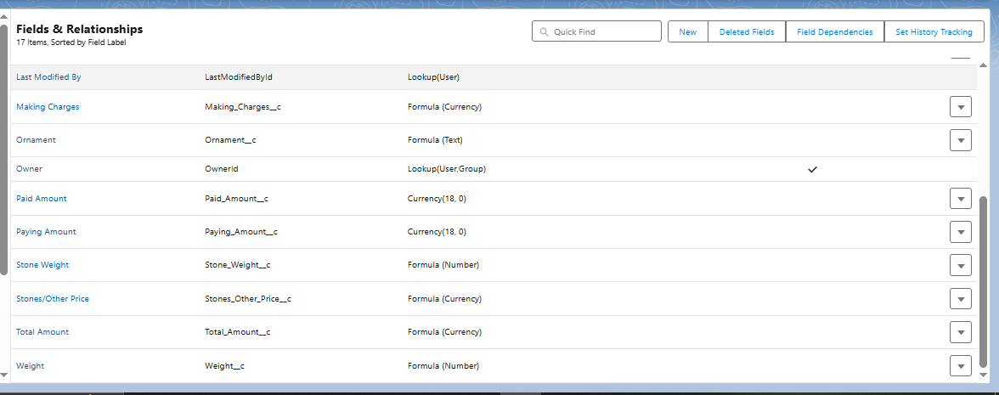 Fields & Relationships
17 Items, Sorted by Field Label
Quick Find
New
Deleted Fields
Field Dependencies
Set History Tracking
Last Modified By LastModifiedById Lookup(User)
Making Charges Making_Charges__c Formula (Currency)
Ornament Ornament__c Formula (Text)
Owner OwnerId Lookup(User,Group)
Paid Amount Paid_Amount__c Currency(18, 0)
Paying Amount Paying_Amount__c Currency(18, 0)
Stone Weight Stone_Weight__c Formula (Number)
Stones/Other Price Stones_Other_Price__c Formula (Currency)
Total Amount Total_Amount__c Formula (Currency)
Weight Weight__c Formula (Number)